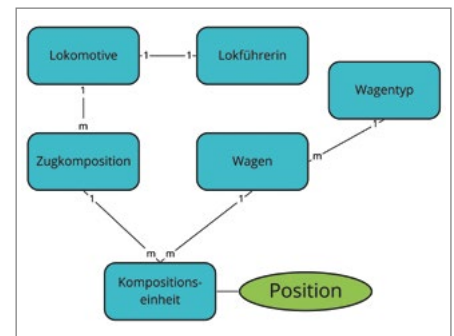 Lokomotive
1
1
Lokführerin
Wagentyp
1
m
1
m
Zugkomposition
Wagen
1
1
m
m
Kompositions-
einheit
Position